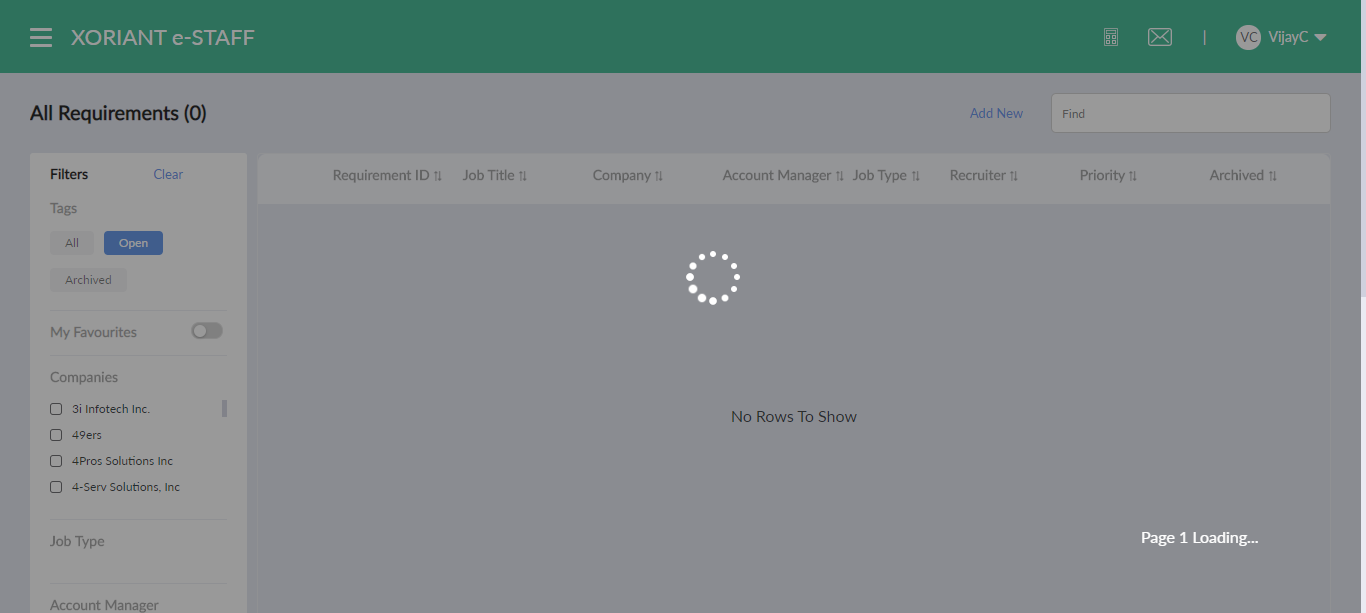 XORIANT e-STAFF
| VC VijayC
All Requirements (0)
Add New
Find
Filters Clear
Tags
All Open
Archived
My Favourites
Companies
3i Infotech Inc.
49ers
4Pros Solutions Inc
4-Serv Solutions, Inc
Job Type
Account Manager
Requirement ID Job Title Company Account Manager Job Type Recruiter Priority Archived
No Rows To Show
Page 1 Loading...